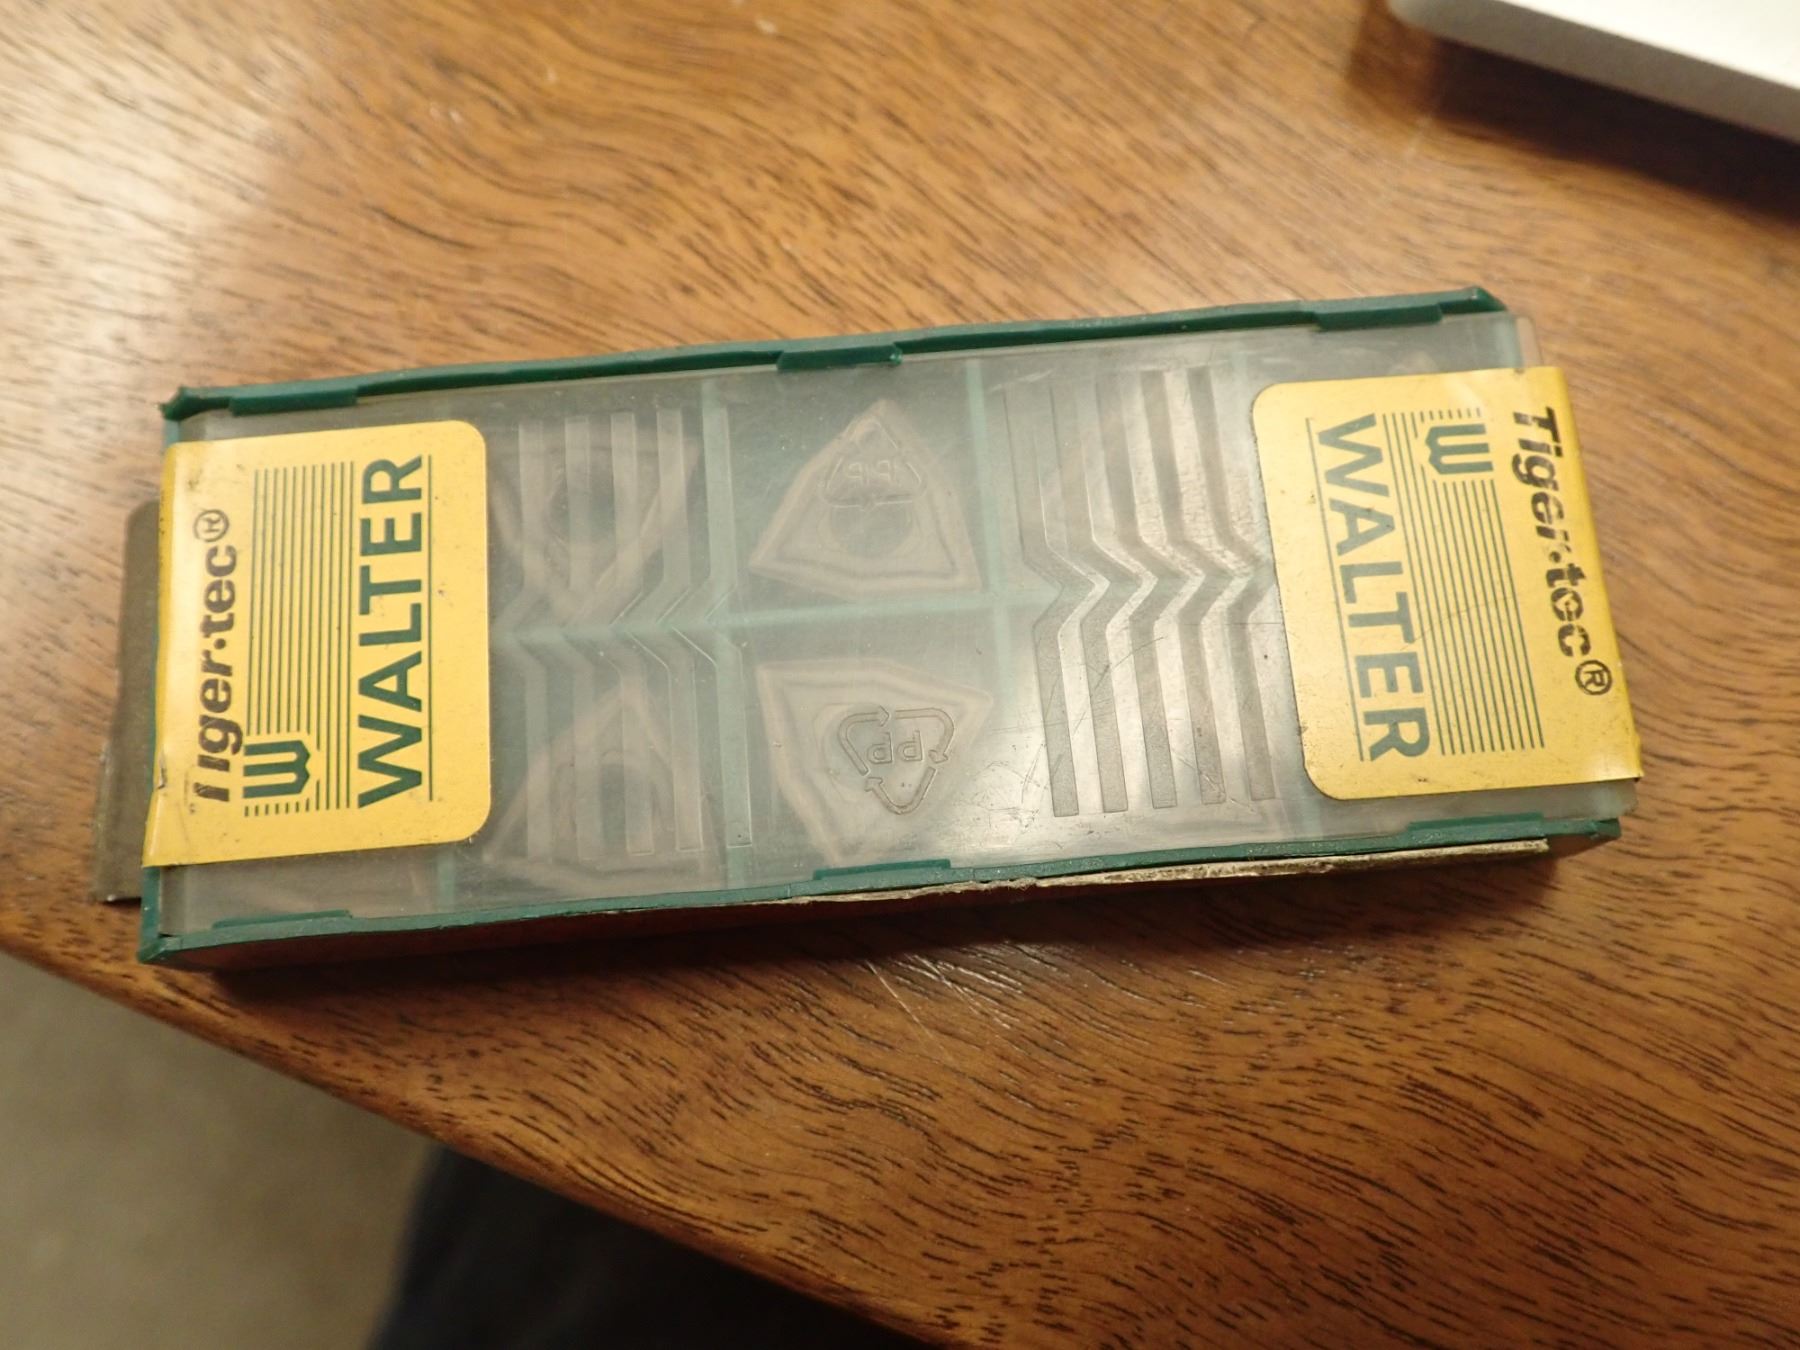 Tiger·tec®
W
WALTER
PP
PP
Tiger·tec®
W
WALTER